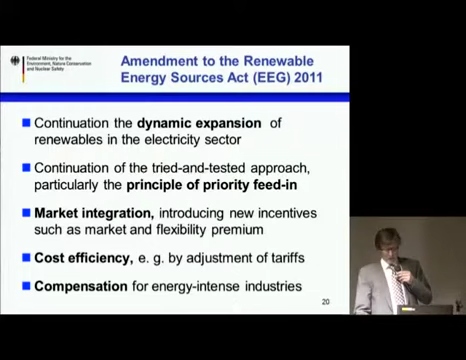 Federal Ministry for the
Environment, Nature Conservation
and Nuclear Safety
Amendment to the Renewable
Energy Sources Act (EEG) 2011
Continuation the dynamic expansion of
renewables in the electricity sector
Continuation of the tried-and-tested approach,
particularly the principle of priority feed-in
Market integration, introducing new incentives
such as market and flexibility premium
Cost efficiency, e. g. by adjustment of tariffs
Compensation for energy-intense industries
20